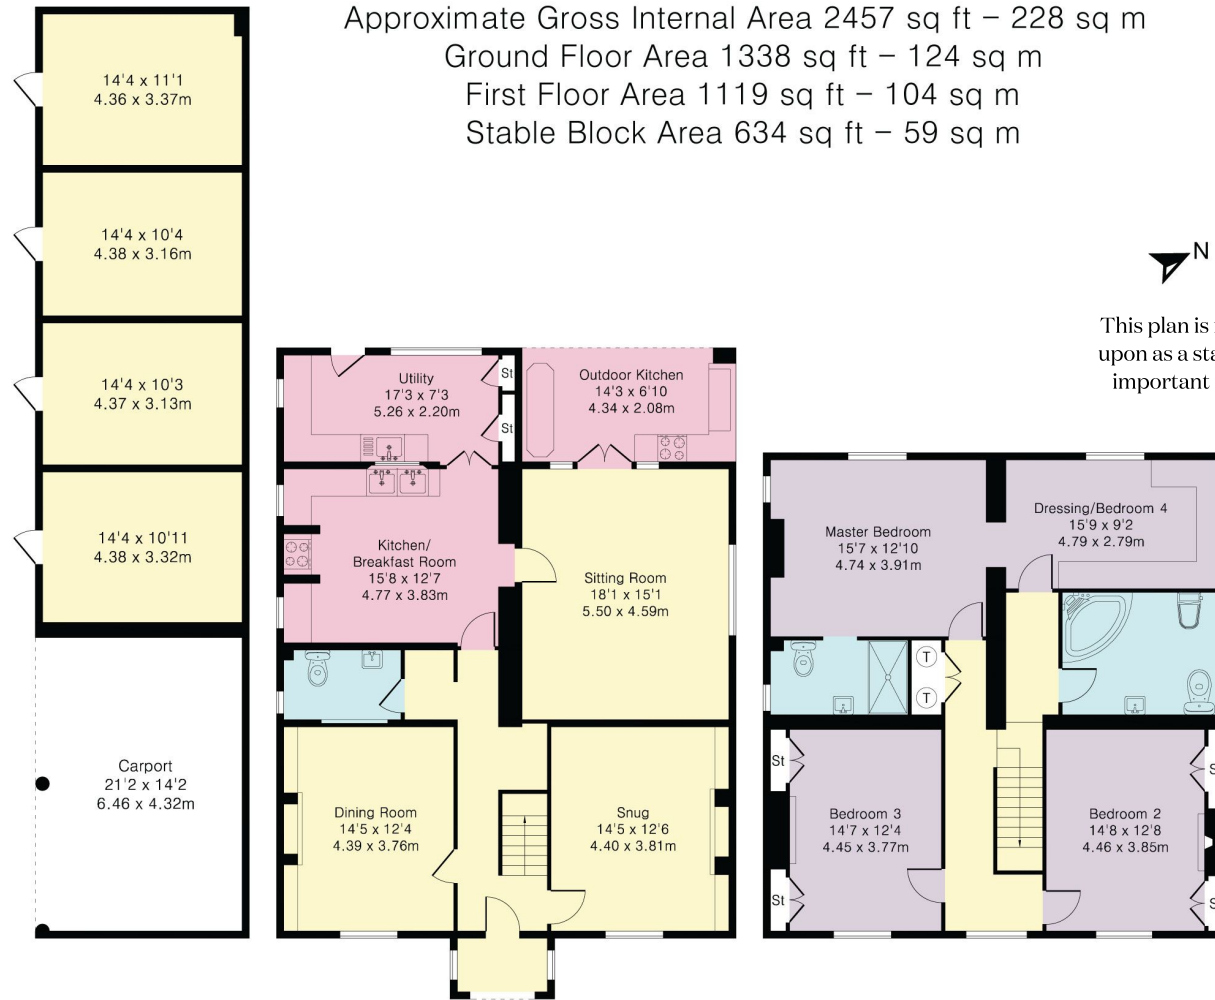 Approximate Gross Internal Area 2457 sq ft – 228 sq m
Ground Floor Area 1338 sq ft – 124 sq m
First Floor Area 1119 sq ft – 104 sq m
Stable Block Area 634 sq ft – 59 sq m
N
This plan is
upon as a
important
14'4 x 11'1
4.36 x 3.37m
14'4 x 10'4
4.38 x 3.16m
14'4 x 10'3
4.37 x 3.13m
14'4 x 10'11
4.38 x 3.32m
Carport
21'2 x 14'2
6.46 x 4.32m
Utility
17'3 x 7'3
5.26 x 2.20m
St
St
Outdoor Kitchen
14'3 x 6'10
4.34 x 2.08m
Kitchen/
Breakfast Room
15'8 x 12'7
4.77 x 3.83m
Sitting Room
18'1 x 15'1
5.50 x 4.59m
Dining Room
14'5 x 12'4
4.39 x 3.76m
Snug
14'5 x 12'6
4.40 x 3.81m
Master Bedroom
15'7 x 12'10
4.74 x 3.91m
Dressing/Bedroom 4
15'9 x 9'2
4.79 x 2.79m
T
T
St
Bedroom 3
14'7 x 12'4
4.45 x 3.77m
St
Bedroom 2
14'8 x 12'8
4.46 x 3.85m